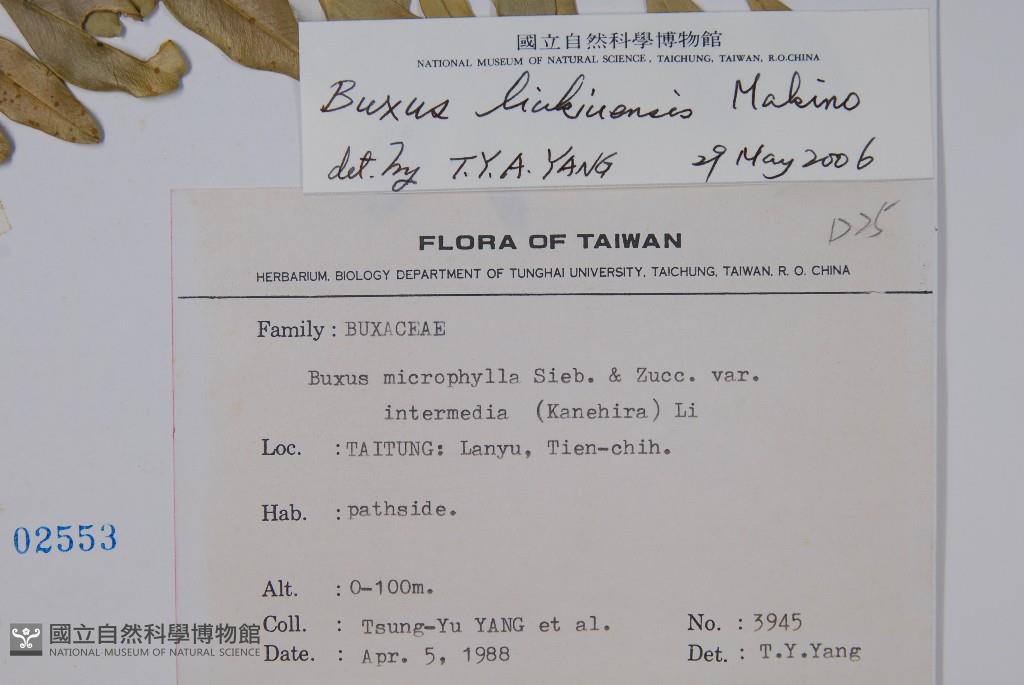 國立自然科學博物館
NATIONAL MUSEUM OF NATURAL SCIENCE, TAICHUNG, TAIWAN, R.O.CHINA
Buxus liukiuensis Makino
det. by T.Y.A. YANG 29 May 2006
D25
FLORA OF TAIWAN
HERBARIUM, BIOLOGY DEPARTMENT OF TUNGHAI UNIVERSITY, TAICHUNG, TAIWAN, R. O. CHINA
Family : BUXACEAE
Buxus microphylla Sieb. & Zucc. var.
intermedia (Kanehira) Li
Loc. : TAITUNG: Lanyu, Tien-chih.
Hab. : pathside.
02553
Alt. : 0-100m.
Coll. : Tsung-Yu YANG et al. No. : 3945
Date. : Apr. 5, 1988 Det. : T.Y.Yang
國立自然科學博物館
NATIONAL MUSEUM OF NATURAL SCIENCE